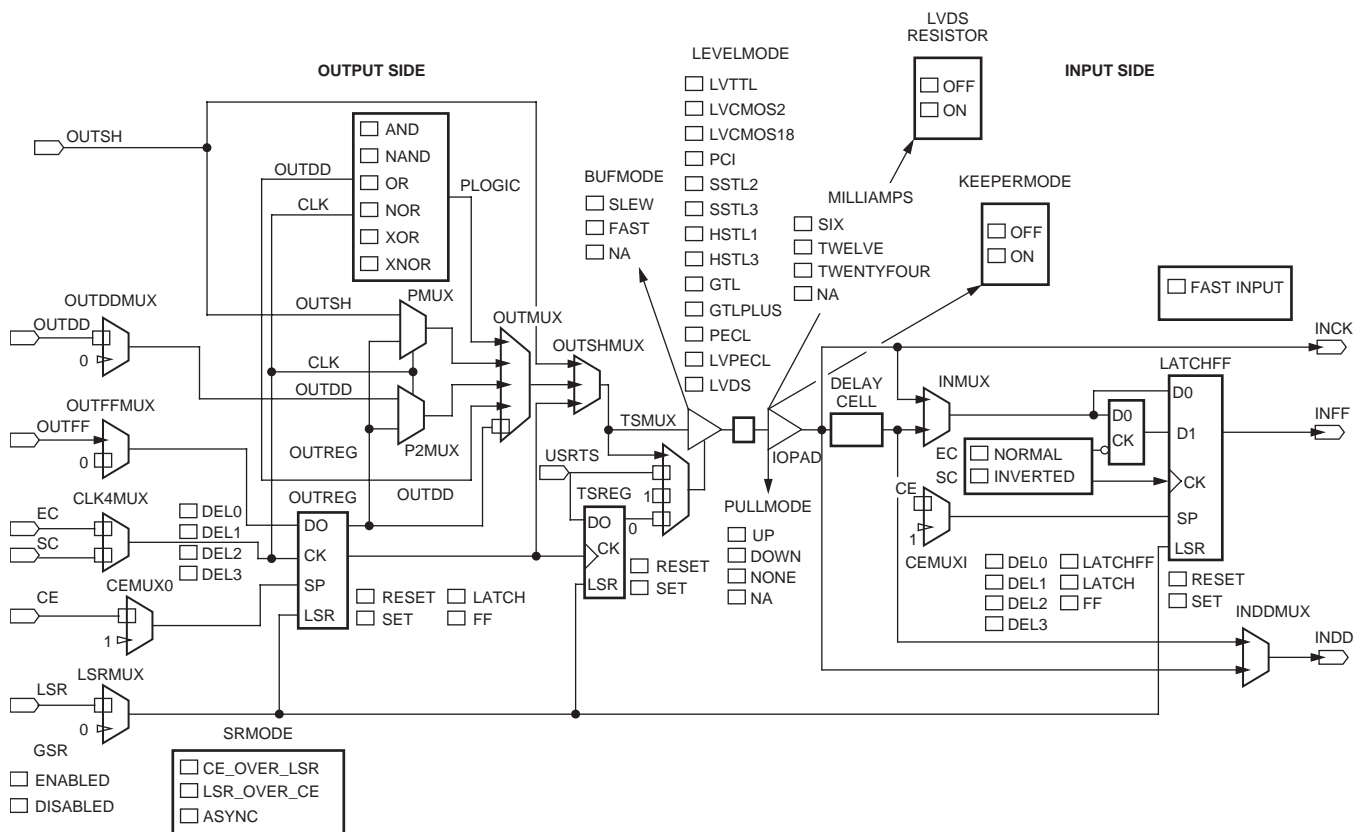 LVDS
RESISTOR
OFF
ON
OUTPUT SIDE
LEVELMODE
LVTTL
LVCMOS2
LVCMOS18
PCI
SSTL2
SSTL3
HSTL1
HSTL3
GTL
GTLPLUS
PECL
LVPECL
LVDS
INPUT SIDE
OUTSH
AND
NAND
OR
NOR
XOR
XNOR
OUTDD
CLK
PLOGIC
BUFMODE
SLEW
FAST
NA
MILLIAMPS
SIX
TWELVE
TWENTYFOUR
NA
KEEPERMODE
OFF
ON
FAST INPUT
OUTDDMUX
OUTDD
0
OUTSH
PMUX
OUTMUX
OUTSHMUX
CLK
OUTDD
P2MUX
OUTREG
OUTDD
OUTFFMUX
OUTFF
0
CLK4MUX
EC
SC
DEL0
DEL1
DEL2
DEL3
OUTREG
DO
CK
SP
LSR
RESET
SET
LATCH
FF
CEMUX0
CE
1
LSRMUX
LSR
0
GSR
ENABLED
DISABLED
SRMODE
CE_OVER_LSR
LSR_OVER_CE
ASYNC
TSMUX
USRTS
1
0
TSREG
DO
CK
LSR
RESET
SET
IOPAD
PULLMODE
UP
DOWN
NONE
NA
DELAY
CELL
INMUX
INCK
LATCHFF
D0
D1
CK
SP
LSR
D0
CK
INFF
EC
SC
NORMAL
INVERTED
CE
1
CEMUXI
DEL0
DEL1
DEL2
DEL3
LATCHFF
LATCH
FF
RESET
SET
INDDMUX
INDD